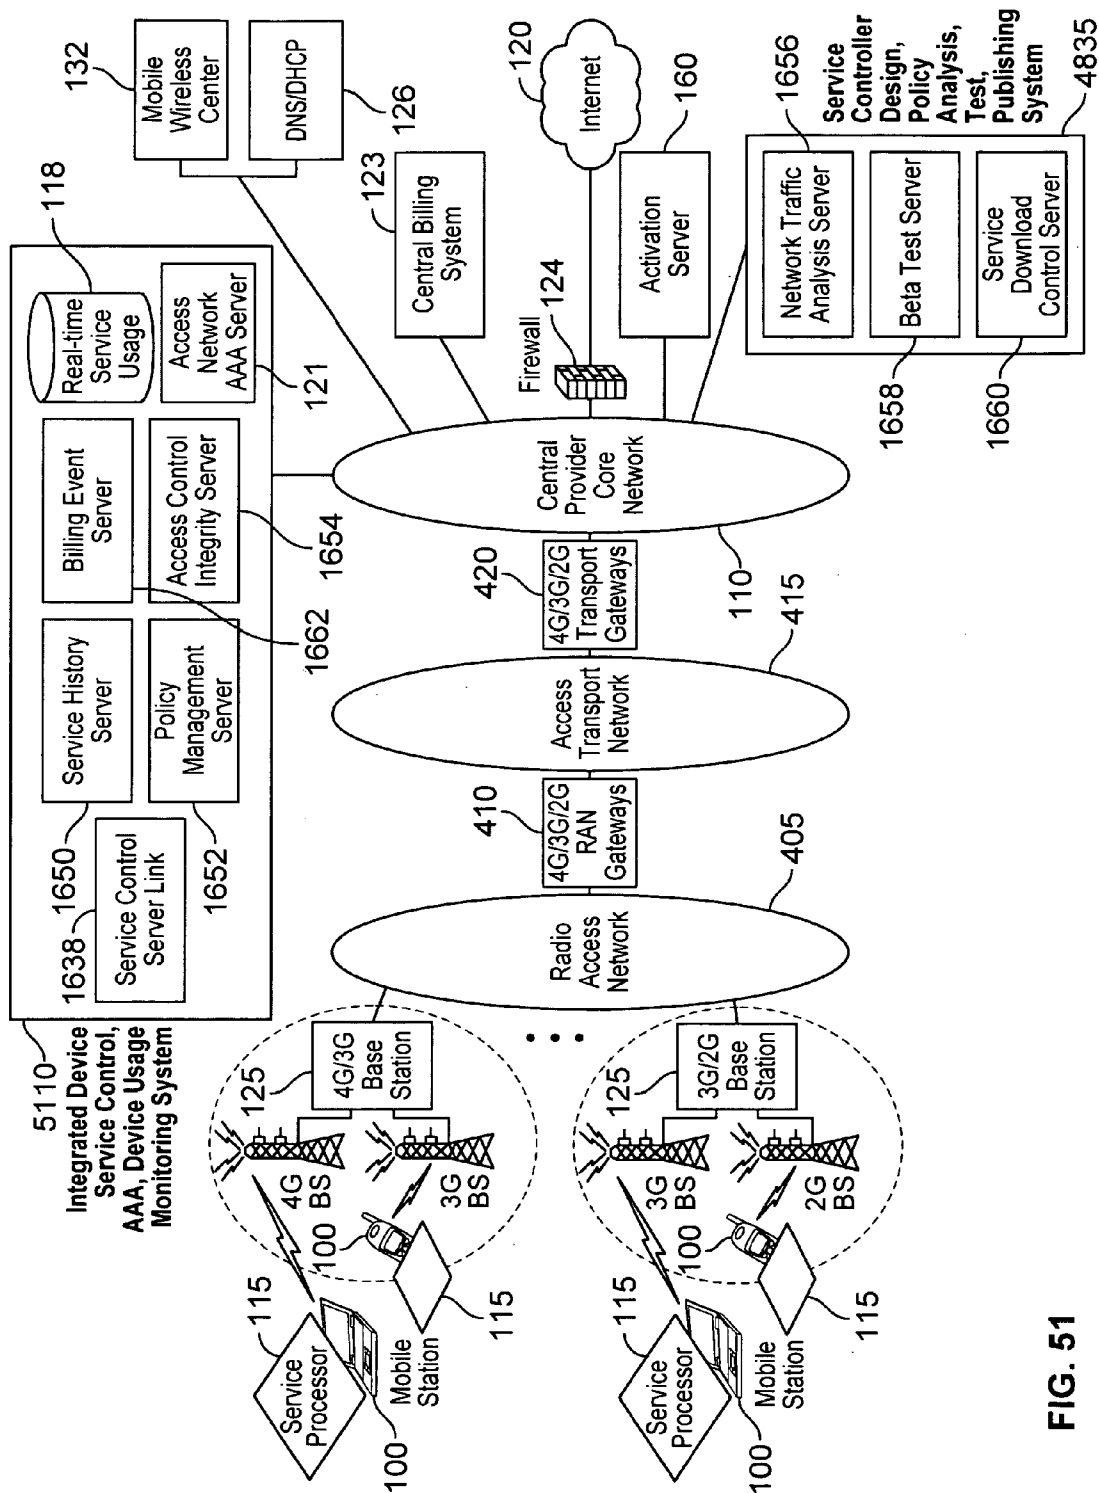 5110
Integrated Device
Service Control,
AAA, Device Usage
Monitoring System
1638
Service Control
Server Link
1650
Service History
Server
1652
Policy
Management
Server
1662
Billing Event
Server
1654
Access Control
Integrity Server
118
Real-time
Service
Usage
121
Access
Network
AAA Server
132
Mobile
Wireless
Center
DNS/DHCP
126
123
Central Billing
System
120
Internet
Firewall
124
160
Activation
Server
1656
Network Traffic
Analysis Server
1658
Beta Test Server
1660
Service
Download
Control Server
Service
Controller
Design,
Policy
Analysis,
Test,
Publishing
System
4835
Central
Provider
Core
Network
110
420
4G/3G/2G
Transport
Gateways
415
Access
Transport
Network
410
4G/3G/2G
RAN
Gateways
405
Radio
Access
Network
125
4G/3G
Base
Station
4G
BS
3G
BS
100
115
115
Service
Processor
Mobile
Station
100
125
3G/2G
Base
Station
3G
BS
2G
BS
100
115
115
Service
Processor
Mobile
Station
100
FIG. 51